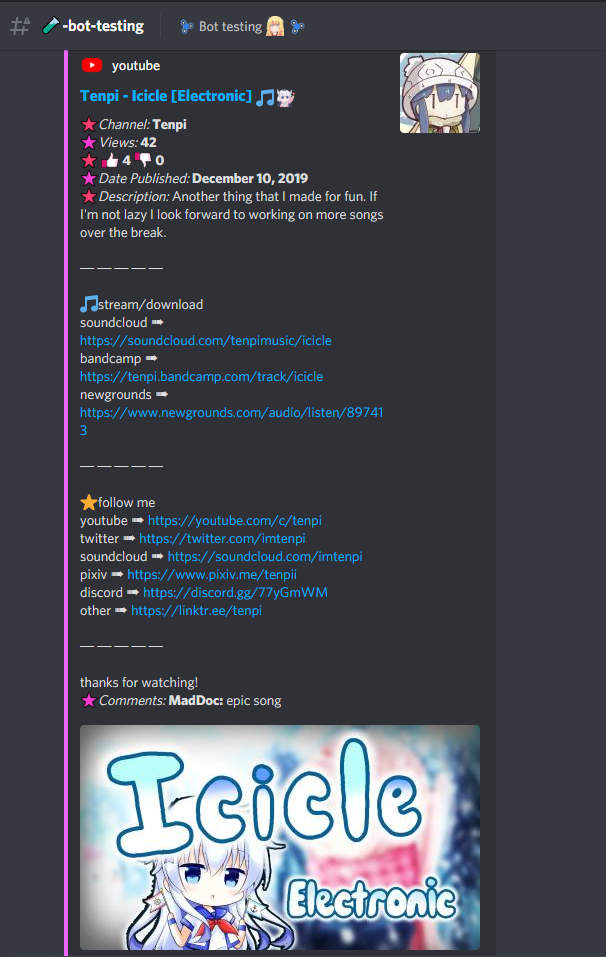 -bot-testing
Bot testing
youtube
Tenpi - Icicle [Electronic]
Channel: Tenpi
Views: 42
4 0
Date Published: December 10, 2019
Description: Another thing that I made for fun. If
I'm not lazy I look forward to working on more songs
over the break.
— — — — —
stream/download
soundcloud ➠
https://soundcloud.com/tenpimusic/icicle
bandcamp ➠
https://tenpi.bandcamp.com/track/icicle
newgrounds ➠
https://www.newgrounds.com/audio/listen/89741
3
— — — — —
follow me
youtube ➠ https://youtube.com/c/tenpi
twitter ➠ https://twitter.com/imtenpi
soundcloud ➠ https://soundcloud.com/imtenpi
pixiv ➠ https://www.pixiv.me/tenpii
discord ➠ https://discord.gg/77yGmWM
other ➠ https://linktr.ee/tenpi
— — — — —
thanks for watching!
Comments: MadDoc: epic song
Icicle
Electronic